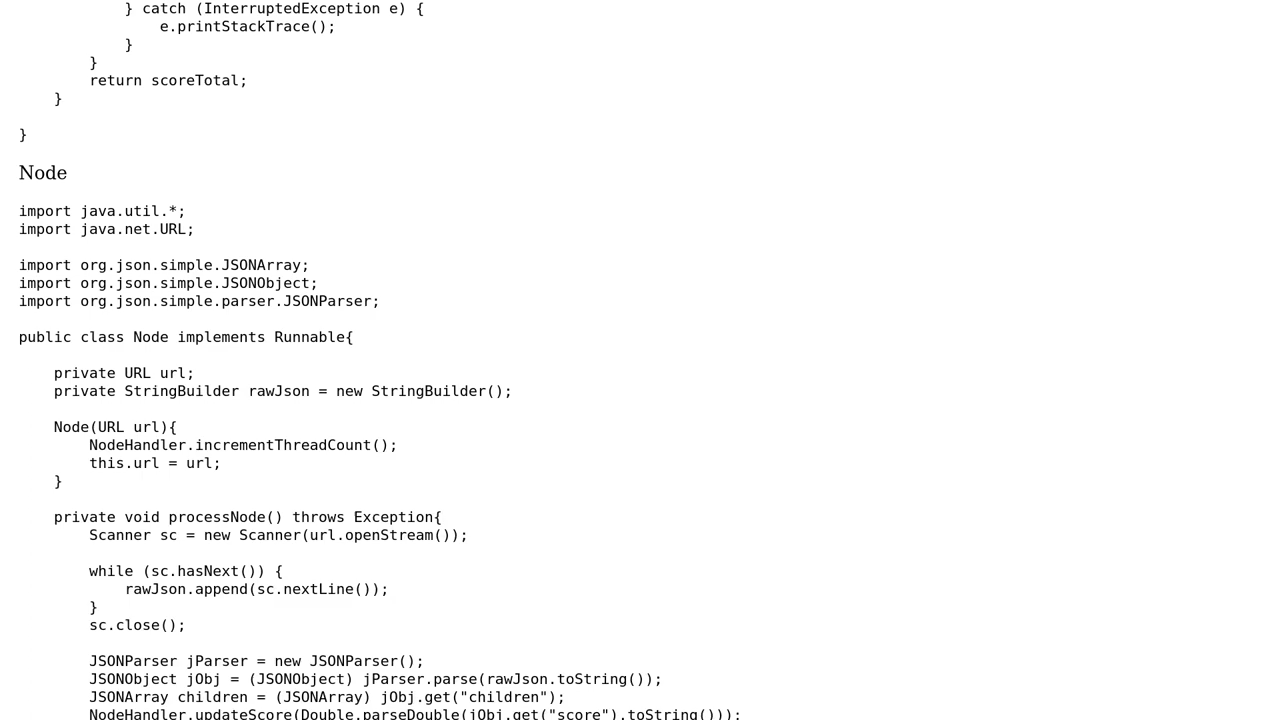 } catch (InterruptedException e) {
                e.printStackTrace();
            }
        }
        return scoreTotal;
    }

}
Node
import java.util.*;
import java.net.URL;

import org.json.simple.JSONArray;
import org.json.simple.JSONObject;
import org.json.simple.parser.JSONParser;

public class Node implements Runnable{

    private URL url;
    private StringBuilder rawJson = new StringBuilder();

    Node(URL url){
        NodeHandler.incrementThreadCount();
        this.url = url;
    }

    private void processNode() throws Exception{
        Scanner sc = new Scanner(url.openStream());

        while (sc.hasNext()) {
            rawJson.append(sc.nextLine());
        }
        sc.close();

        JSONParser jParser = new JSONParser();
        JSONObject jObj = (JSONObject) jParser.parse(rawJson.toString());
        JSONArray children = (JSONArray) jObj.get("children");
        NodeHandler.updateScore(Double.parseDouble(jObj.get("score").toString()));